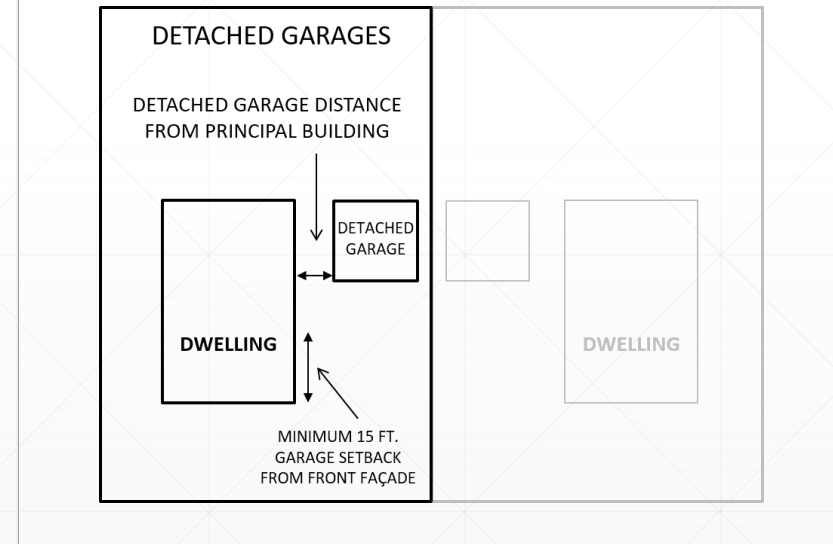 DETACHED GARAGES
DETACHED GARAGE DISTANCE
FROM PRINCIPAL BUILDING
DETACHED
GARAGE
DWELLING
DWELLING
MINIMUM 15 FT.
GARAGE SETBACK
FROM FRONT FAÇADE